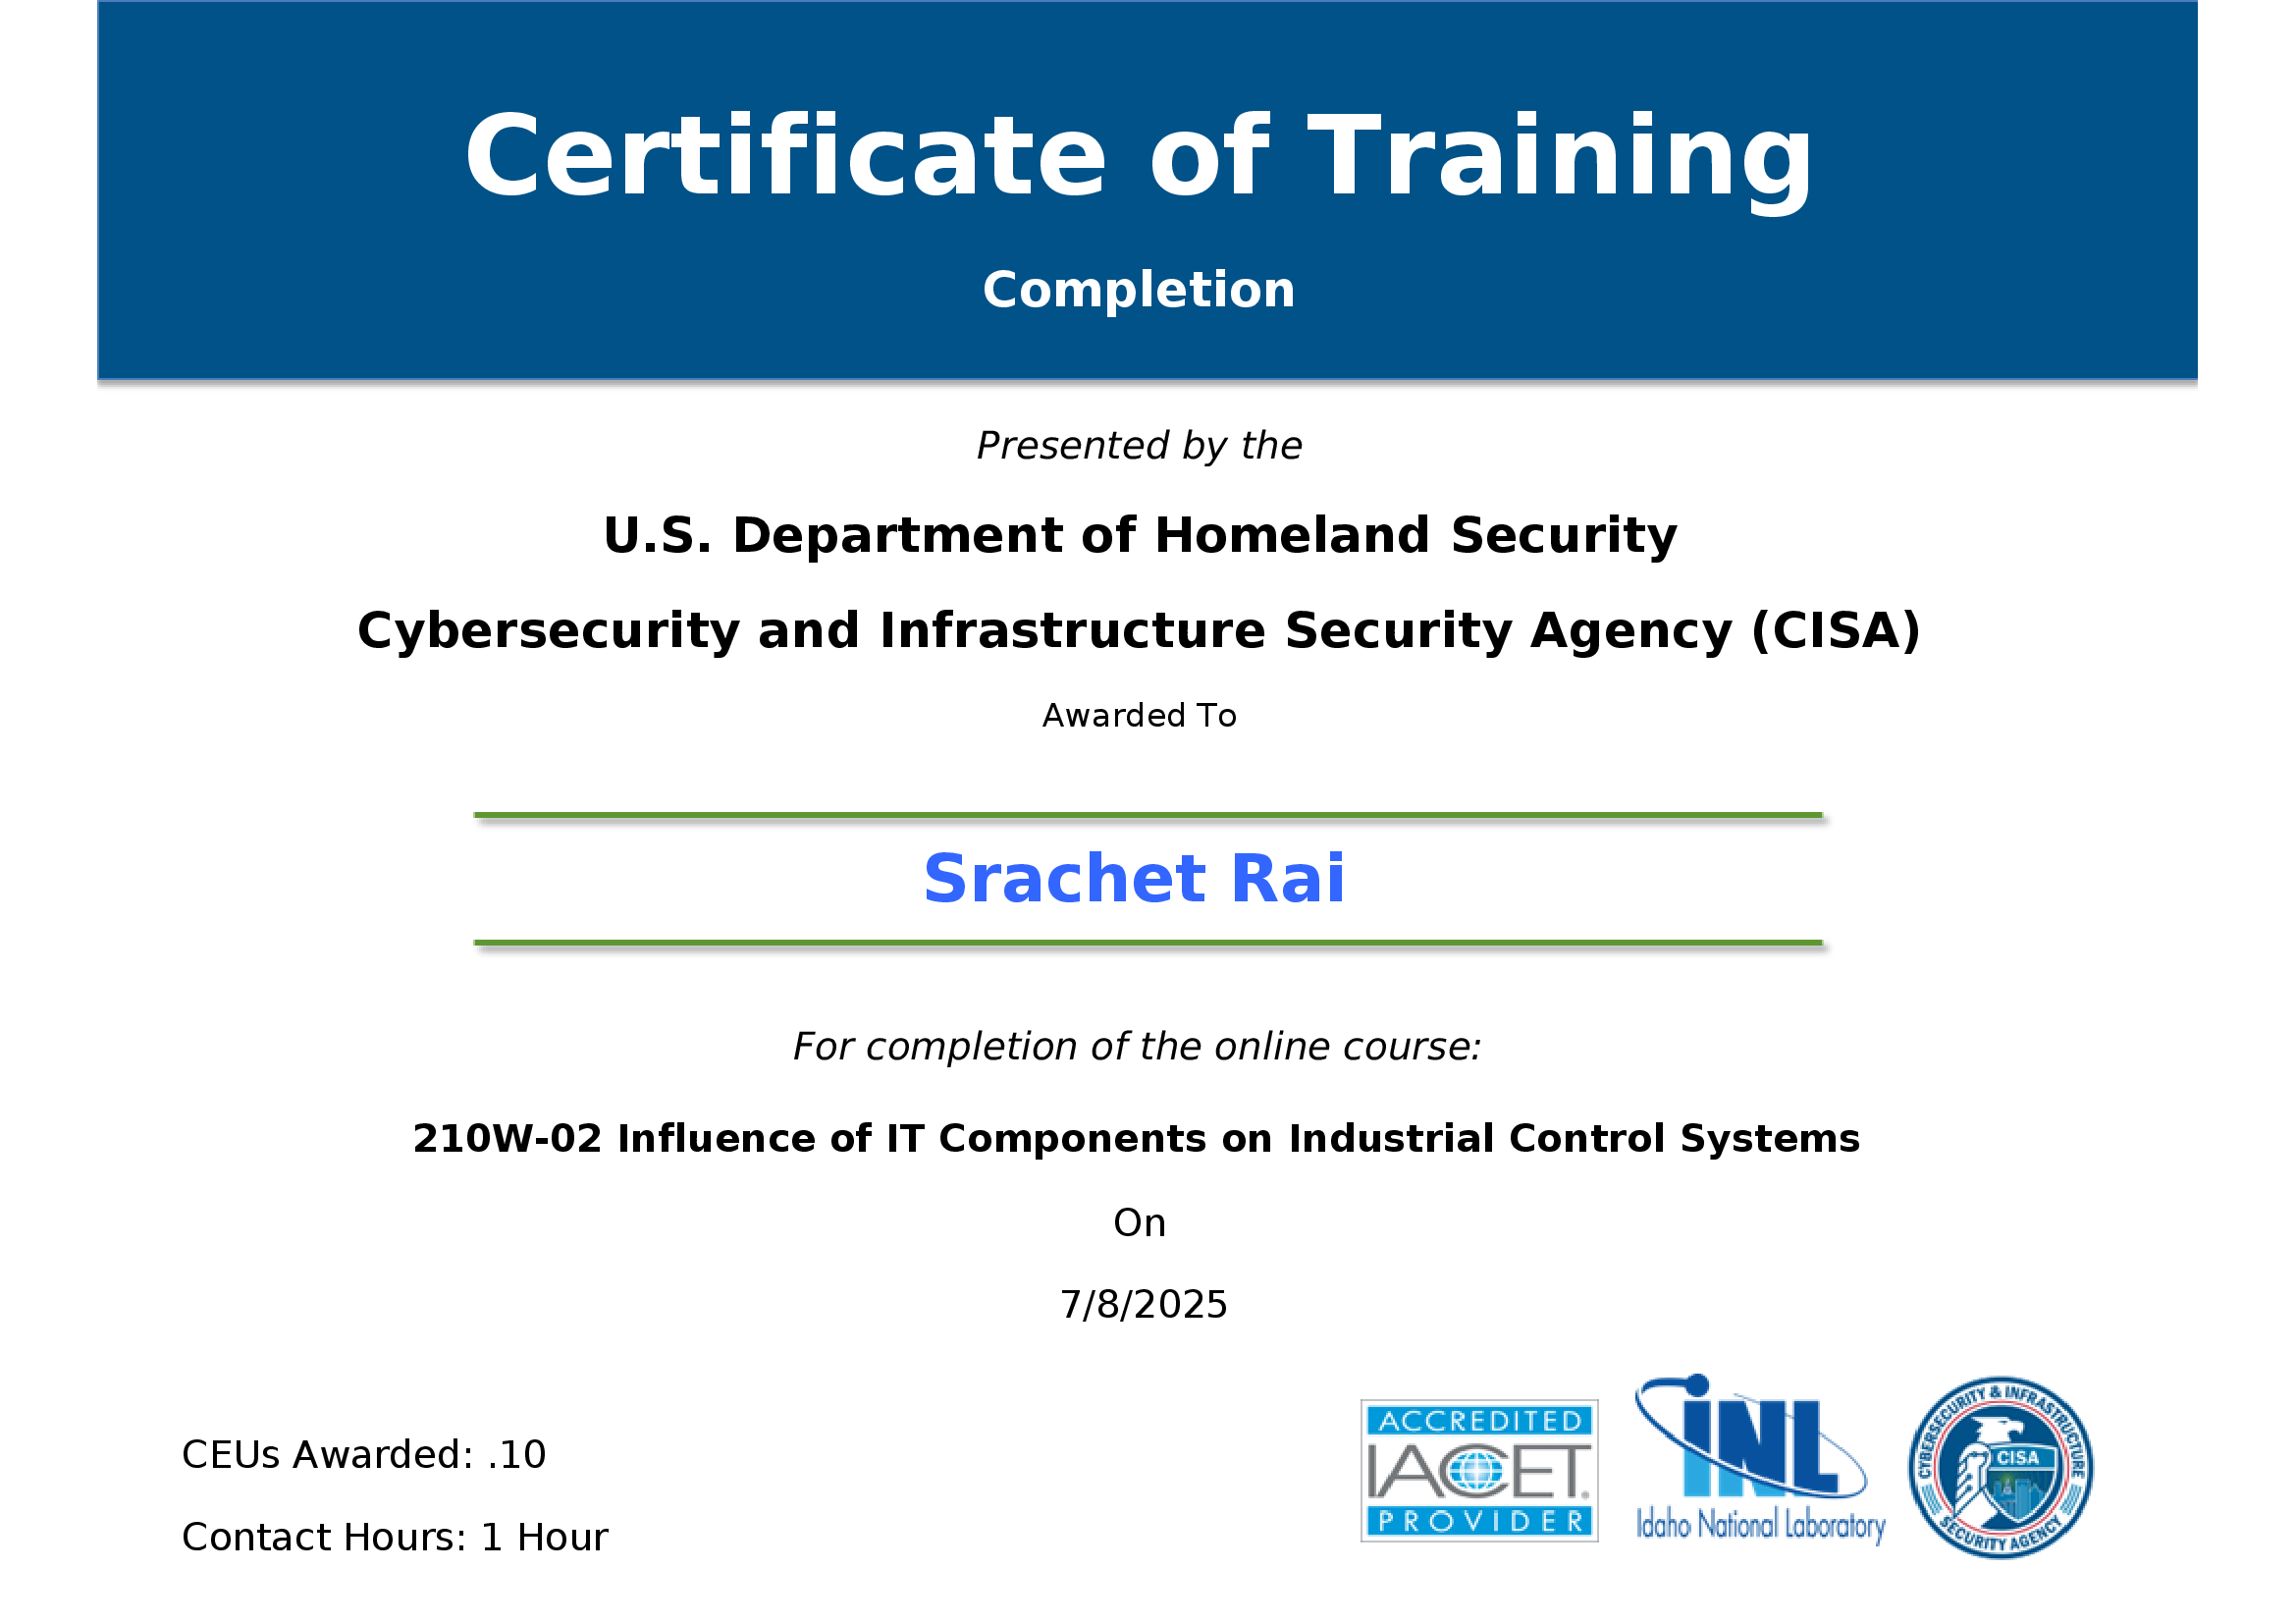 Certificate of Training
Completion
Presented by the
U.S. Department of Homeland Security
Cybersecurity and Infrastructure Security Agency (CISA)
Awarded To
Srachet Rai
For completion of the online course:
210W-02 Influence of IT Components on Industrial Control Systems
On
7/8/2025
CEUs Awarded: .10
Contact Hours: 1 Hour
ACCREDITED
IACET®
PROVIDER
INL
Idaho National Laboratory
CYBERSECURITY & INFRASTRUCTURE
CISA
SECURITY AGENCY